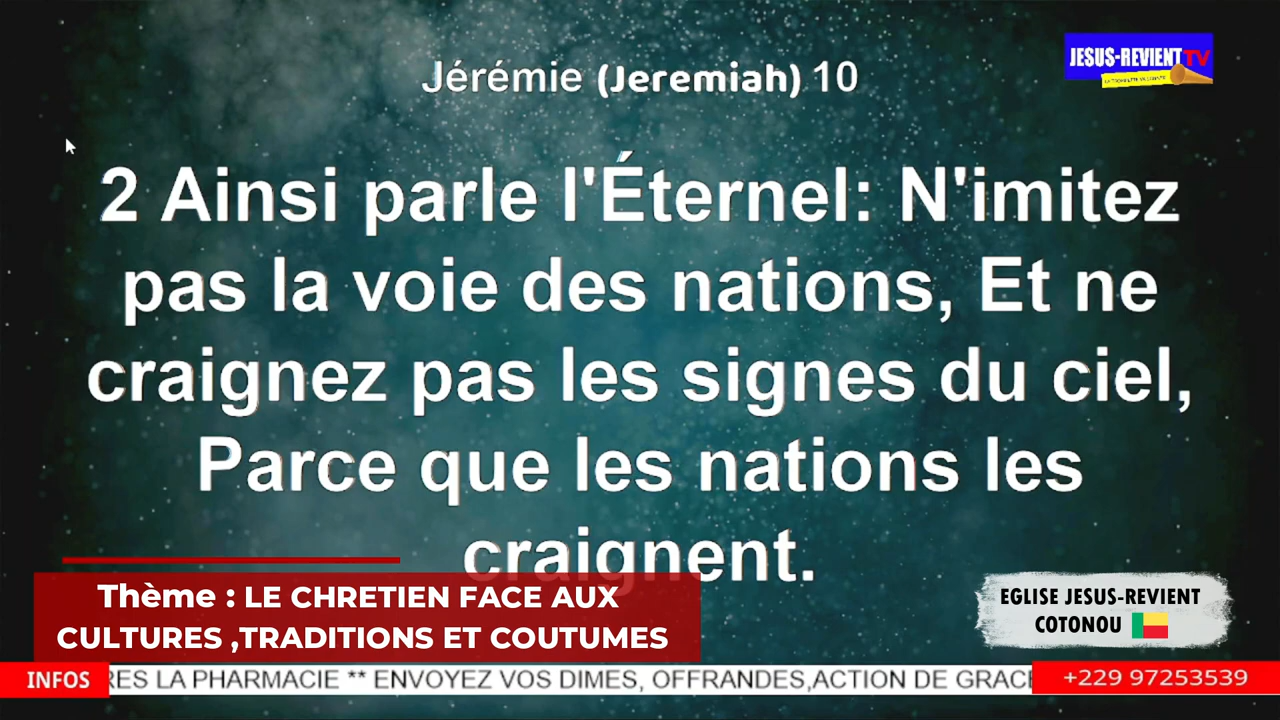 JESUS-REVIENT TV
Jérémie (Jeremiah) 10
2 Ainsi parle l'Éternel: N'imitez
pas la voie des nations, Et ne
craignez pas les signes du ciel,
Parce que les nations les
craignent.
Thème : LE CHRETIEN FACE AUX
CULTURES ,TRADITIONS ET COUTUMES
EGLISE JESUS-REVIENT
COTONOU
INFOS
RES LA PHARMACIE ** ENVOYEZ VOS DIMES, OFFRANDES,ACTION DE GRACE
+229 97253539